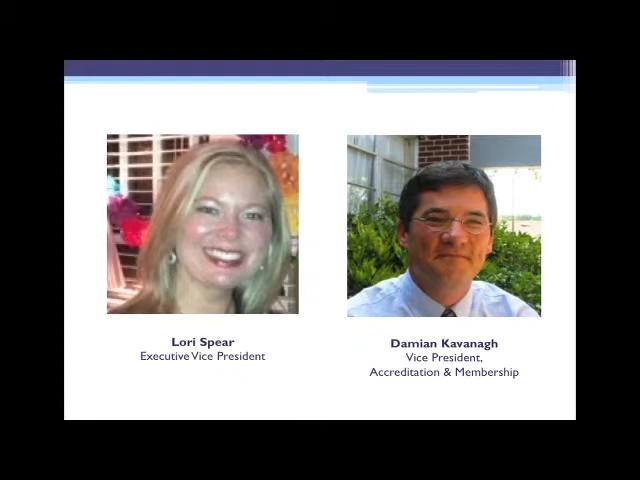 Lori Spear
Executive Vice President
Damian Kavanagh
Vice President,
Accreditation & Membership